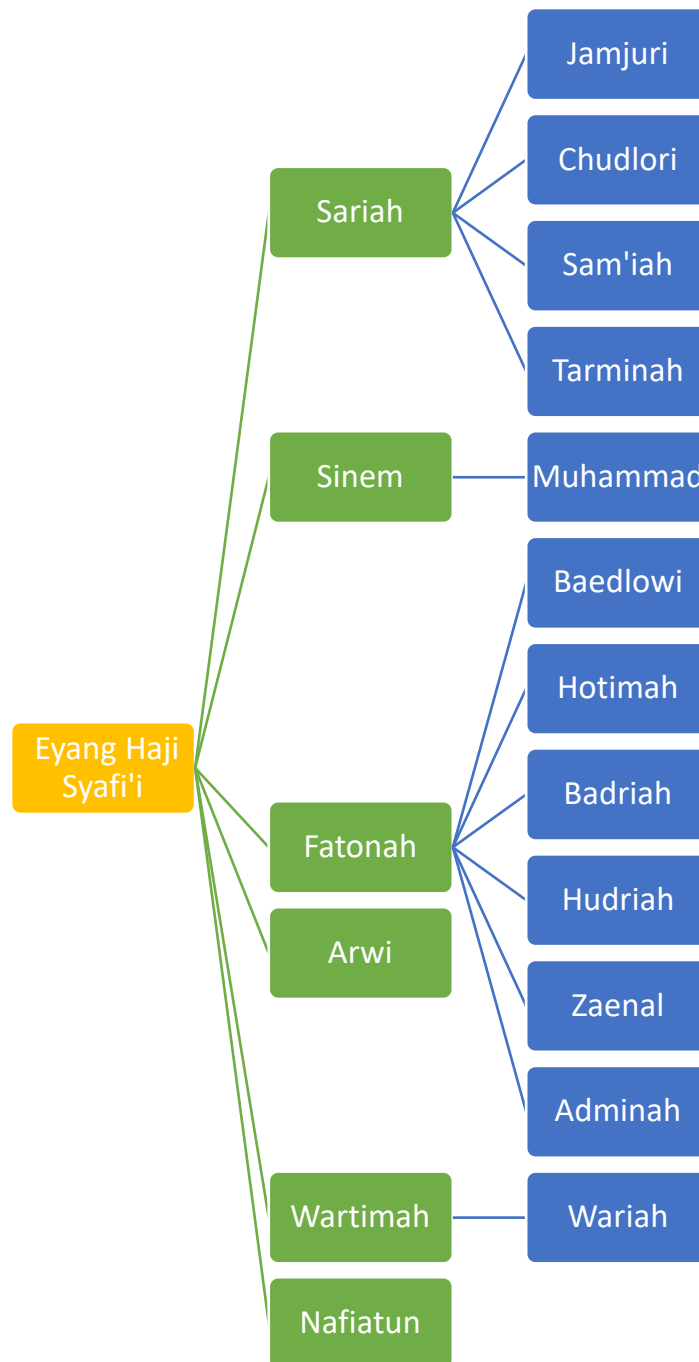 Eyang Haji
Syafi'i
Sariah
Jamjuri
Chudlori
Sam'iah
Tarminah
Sinem
Muhammad
Fatonah
Baedlowi
Hotimah
Badriah
Hudriah
Zaenal
Adminah
Arwi
Wartimah
Wariah
Nafiatun